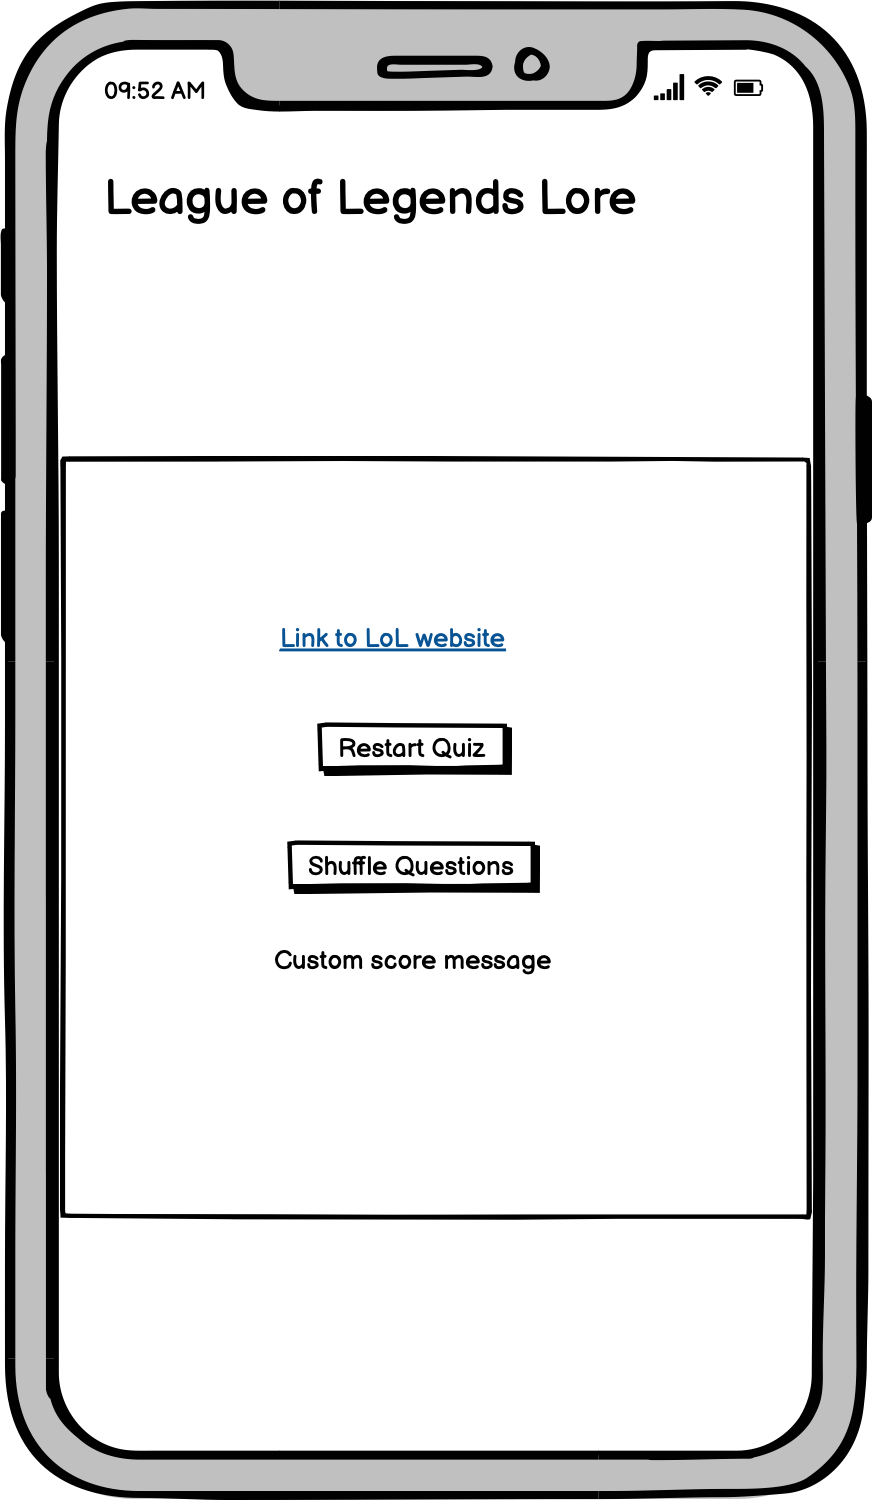 09:52 AM
League of Legends Lore
Link to LoL website
Restart Quiz
Shuffle Questions
Custom score message